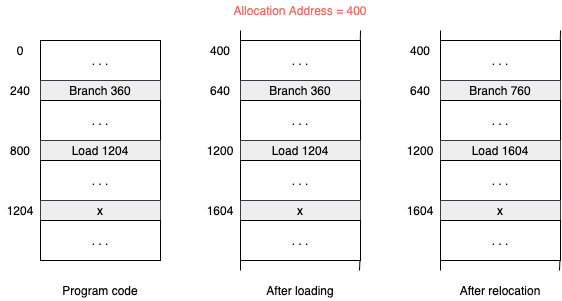 Allocation Address = 400
0
. . .
240
Branch 360
. . .
800
Load 1204
. . .
1204
x
. . .
Program code
400
. . .
640
Branch 360
. . .
1200
Load 1204
. . .
1604
x
. . .
After loading
400
. . .
640
Branch 760
. . .
1200
Load 1604
. . .
1604
x
. . .
After relocation